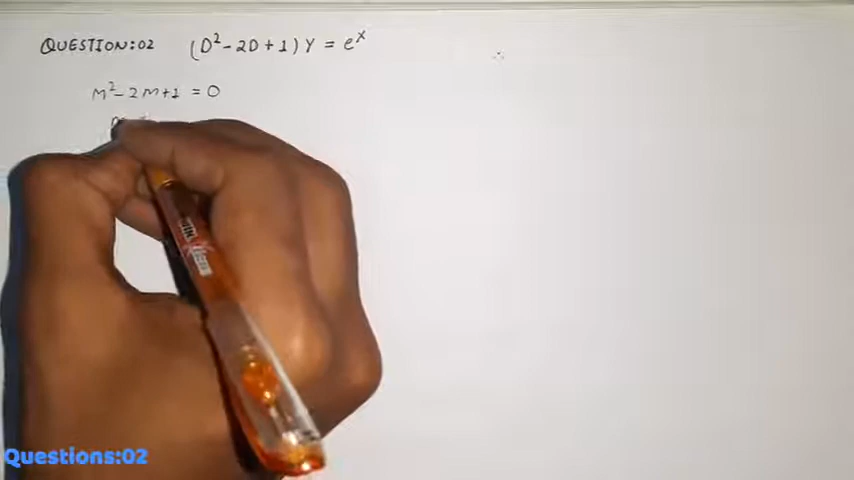 QUESTION:02 (D²-2D+1)Y = eˣ
m²-2m+1 = 0
Questions:02